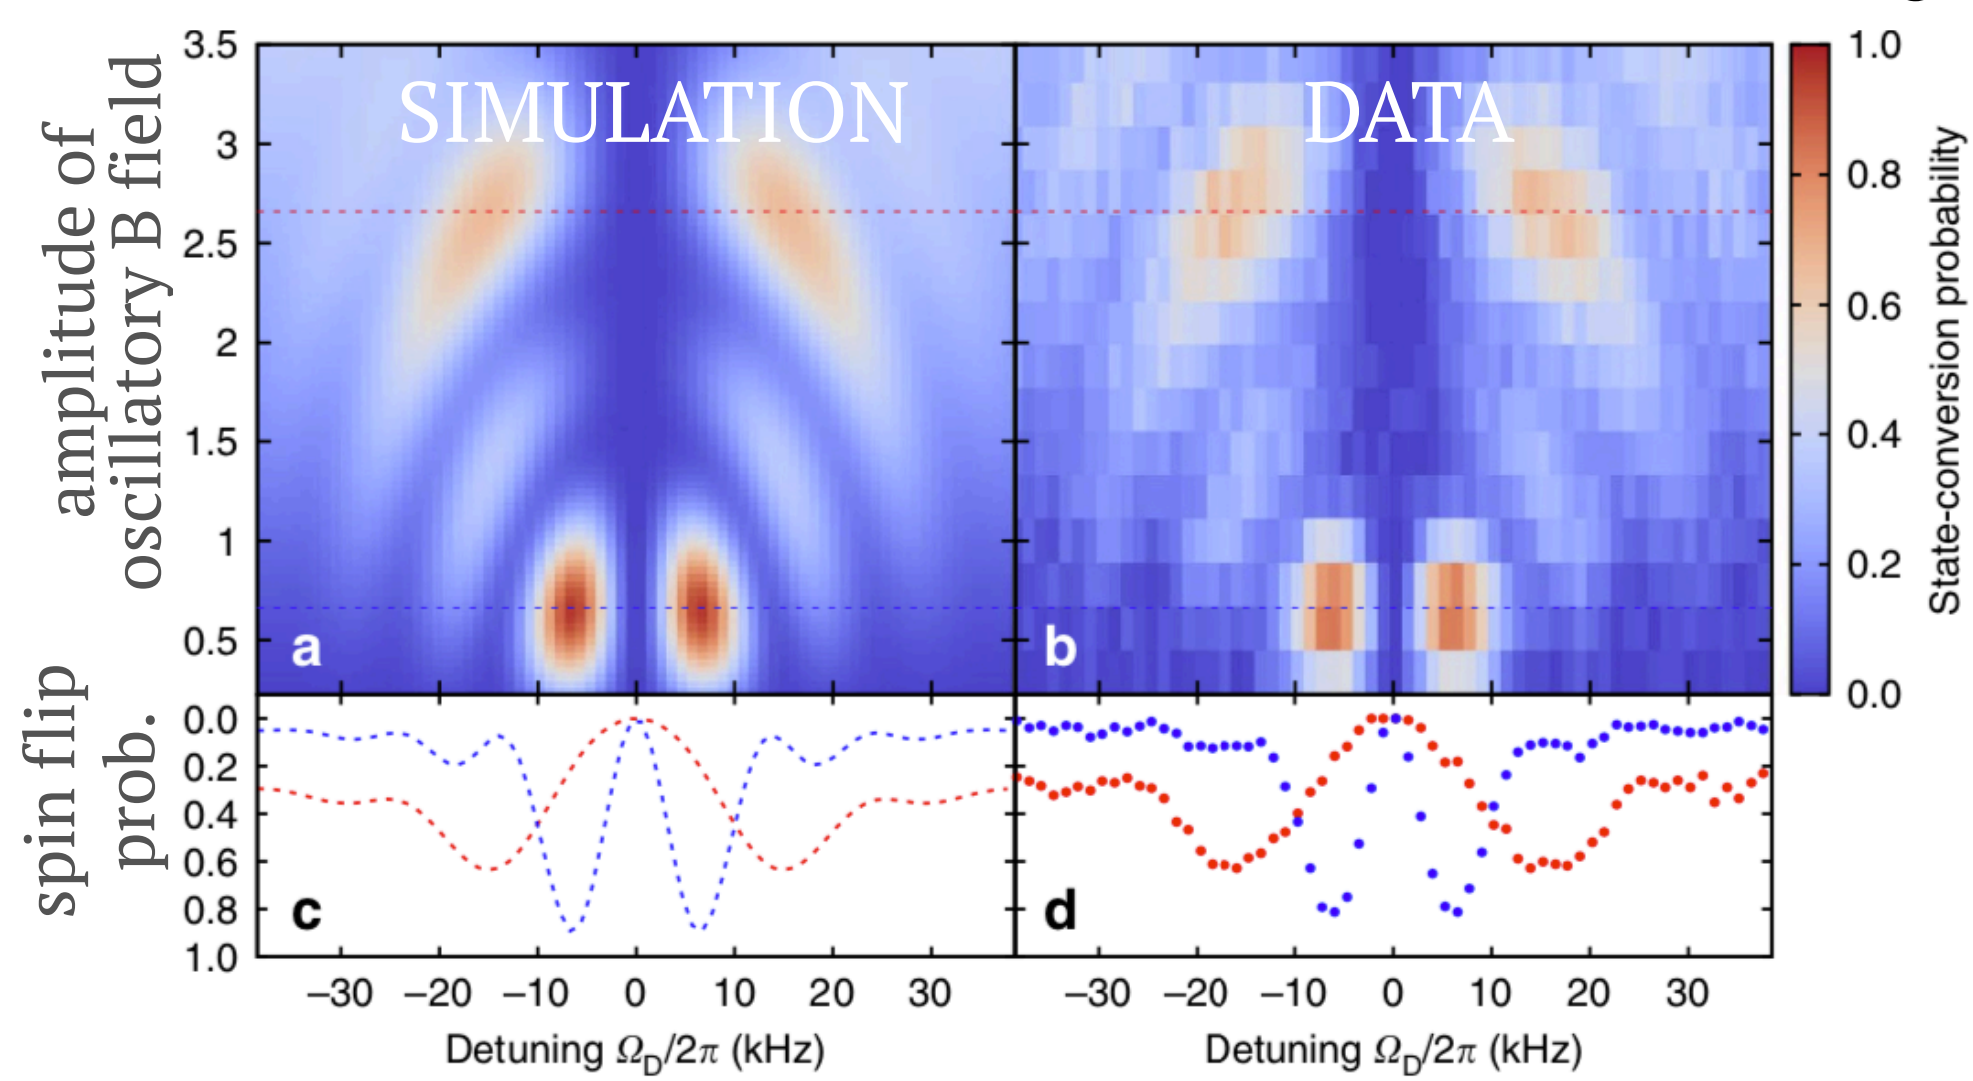 amplitude of
oscillatory B field
3.5
3
2.5
2
1.5
1
0.5
SIMULATION
DATA
a
b
1.0
0.8
0.6
0.4
0.2
0.0
State-conversion probability
spin flip
prob.
0.0
0.2
0.4
0.6
0.8
1.0
c
d
–30 –20 –10 0 10 20 30
–30 –20 –10 0 10 20 30
Detuning Ω_D/2π (kHz)
Detuning Ω_D/2π (kHz)